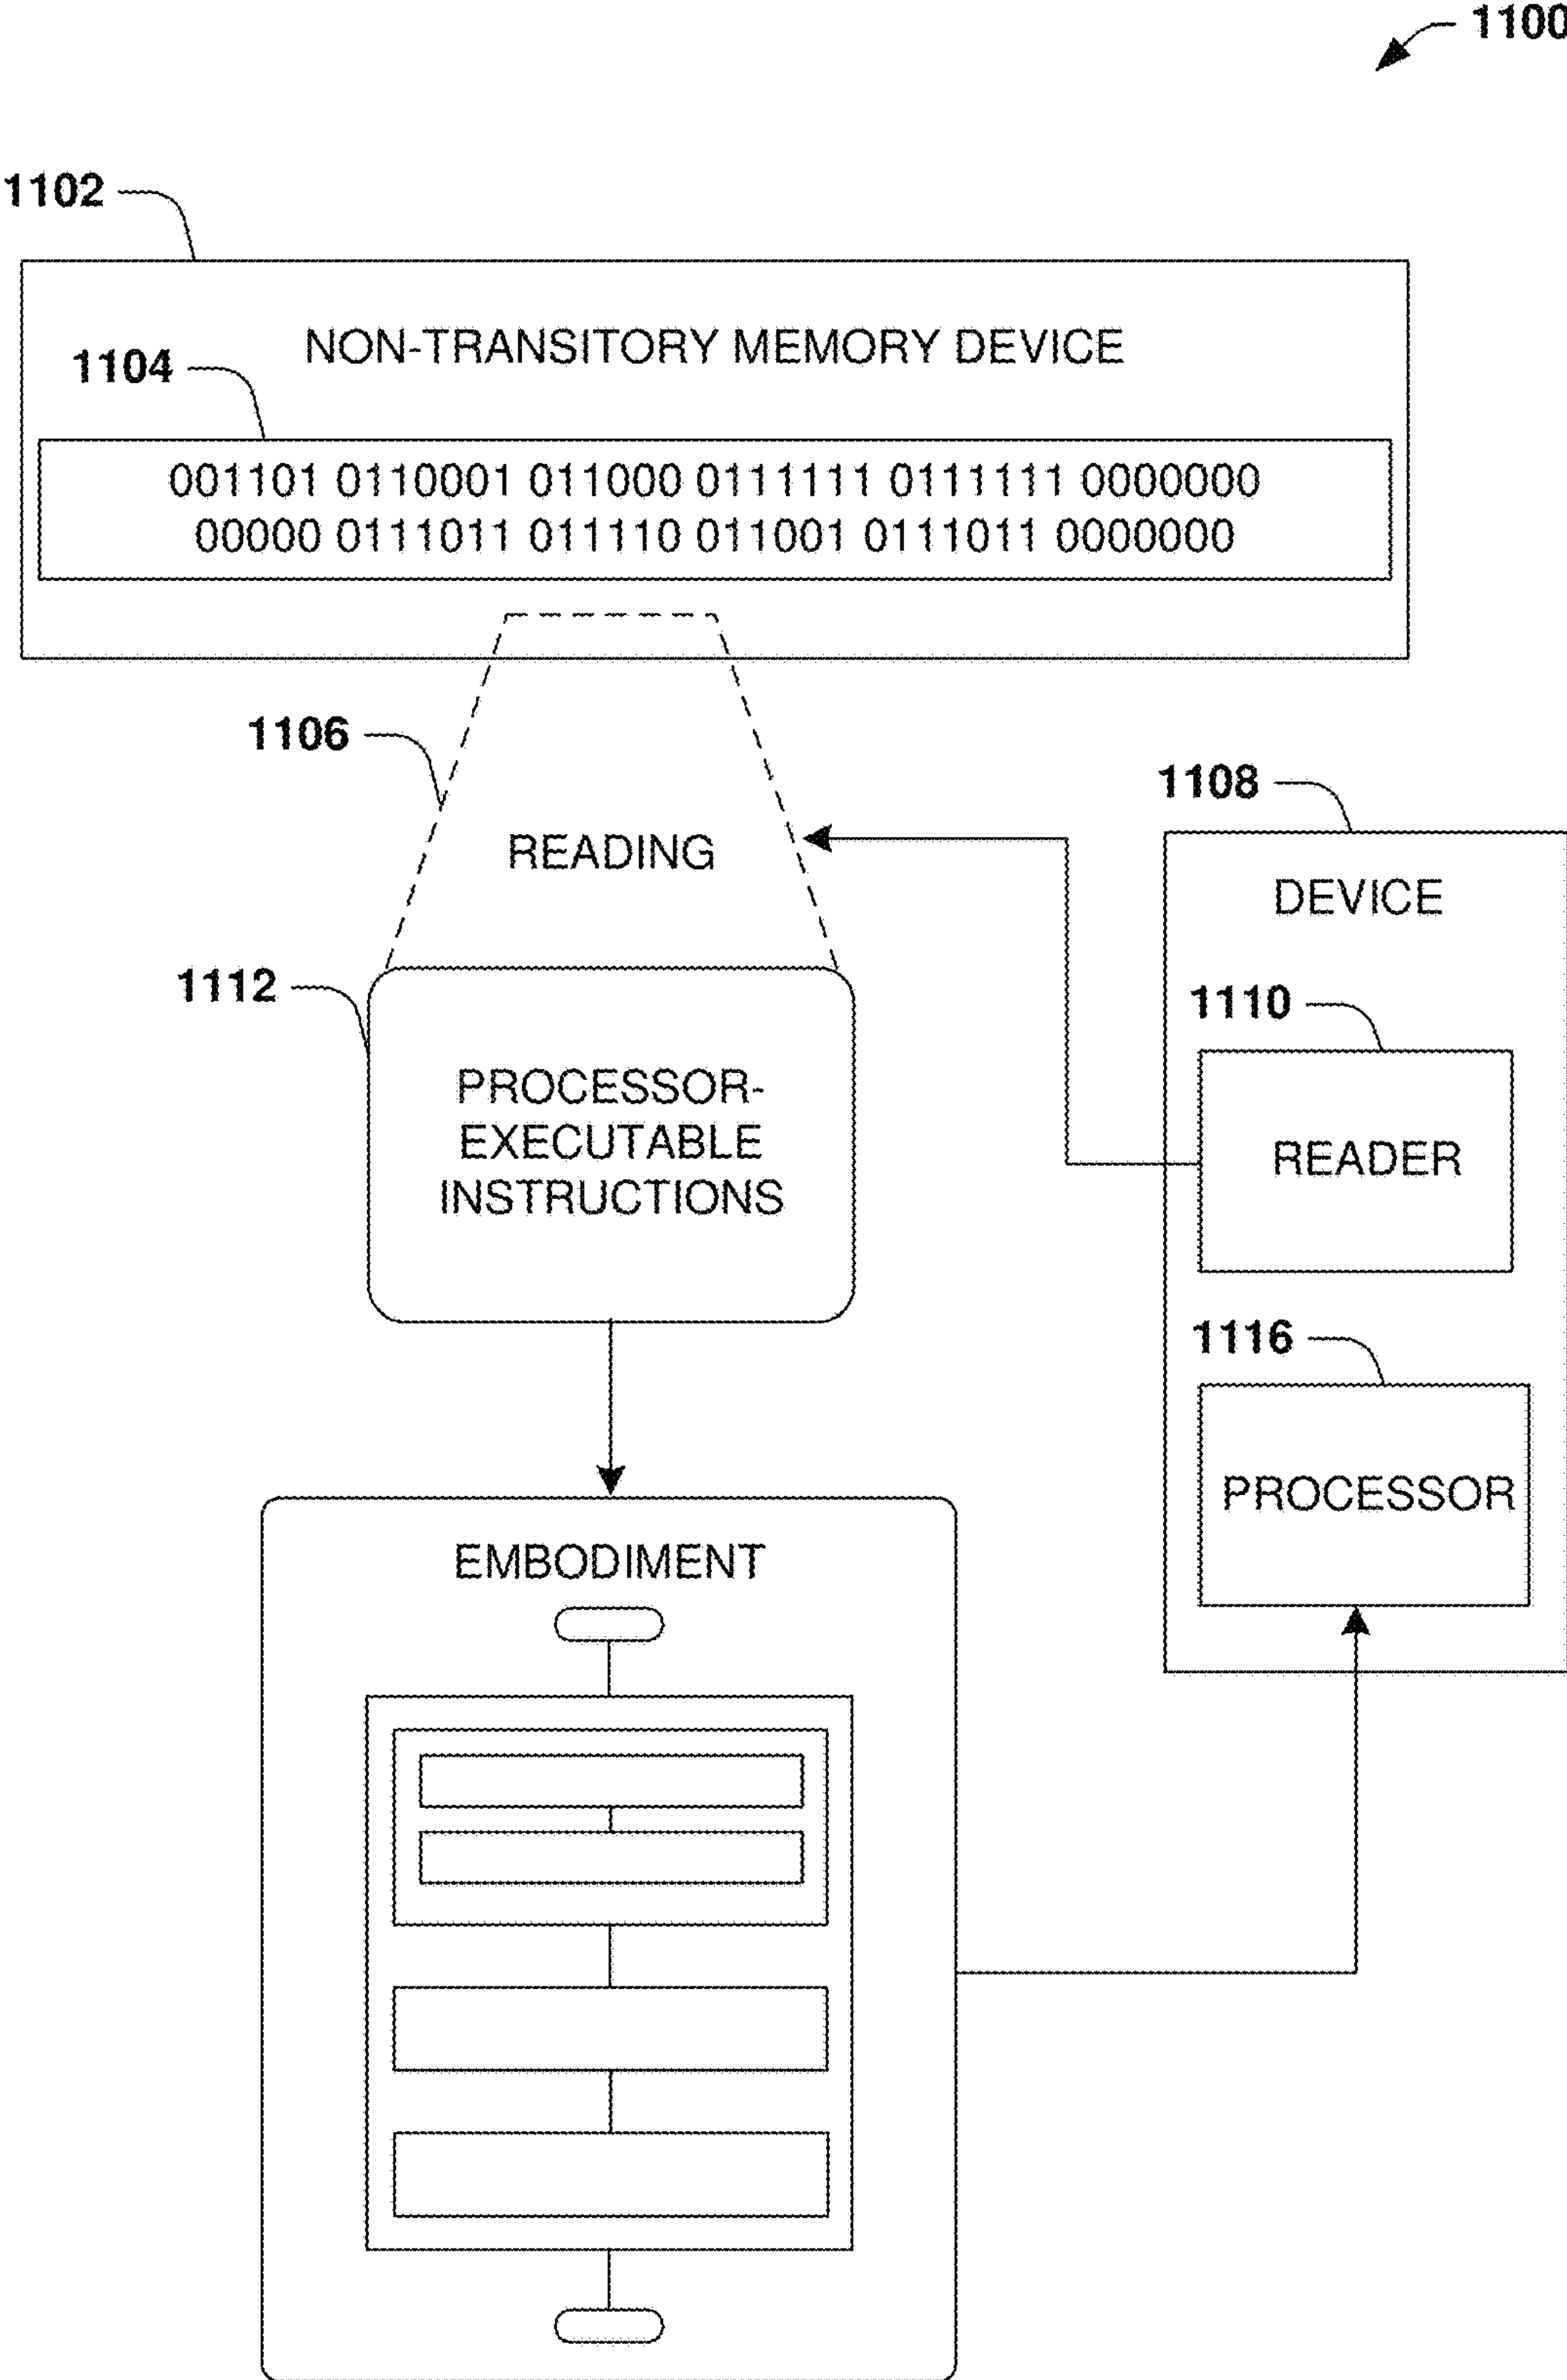 1100
1102
NON-TRANSITORY MEMORY DEVICE
1104
001101 0110001 011000 0111111 0111111 0000000
00000 0111011 011110 011001 0111011 0000000
1106
READING
1108
DEVICE
1112
1110
PROCESSOR-
EXECUTABLE
INSTRUCTIONS
READER
1116
PROCESSOR
EMBODIMENT